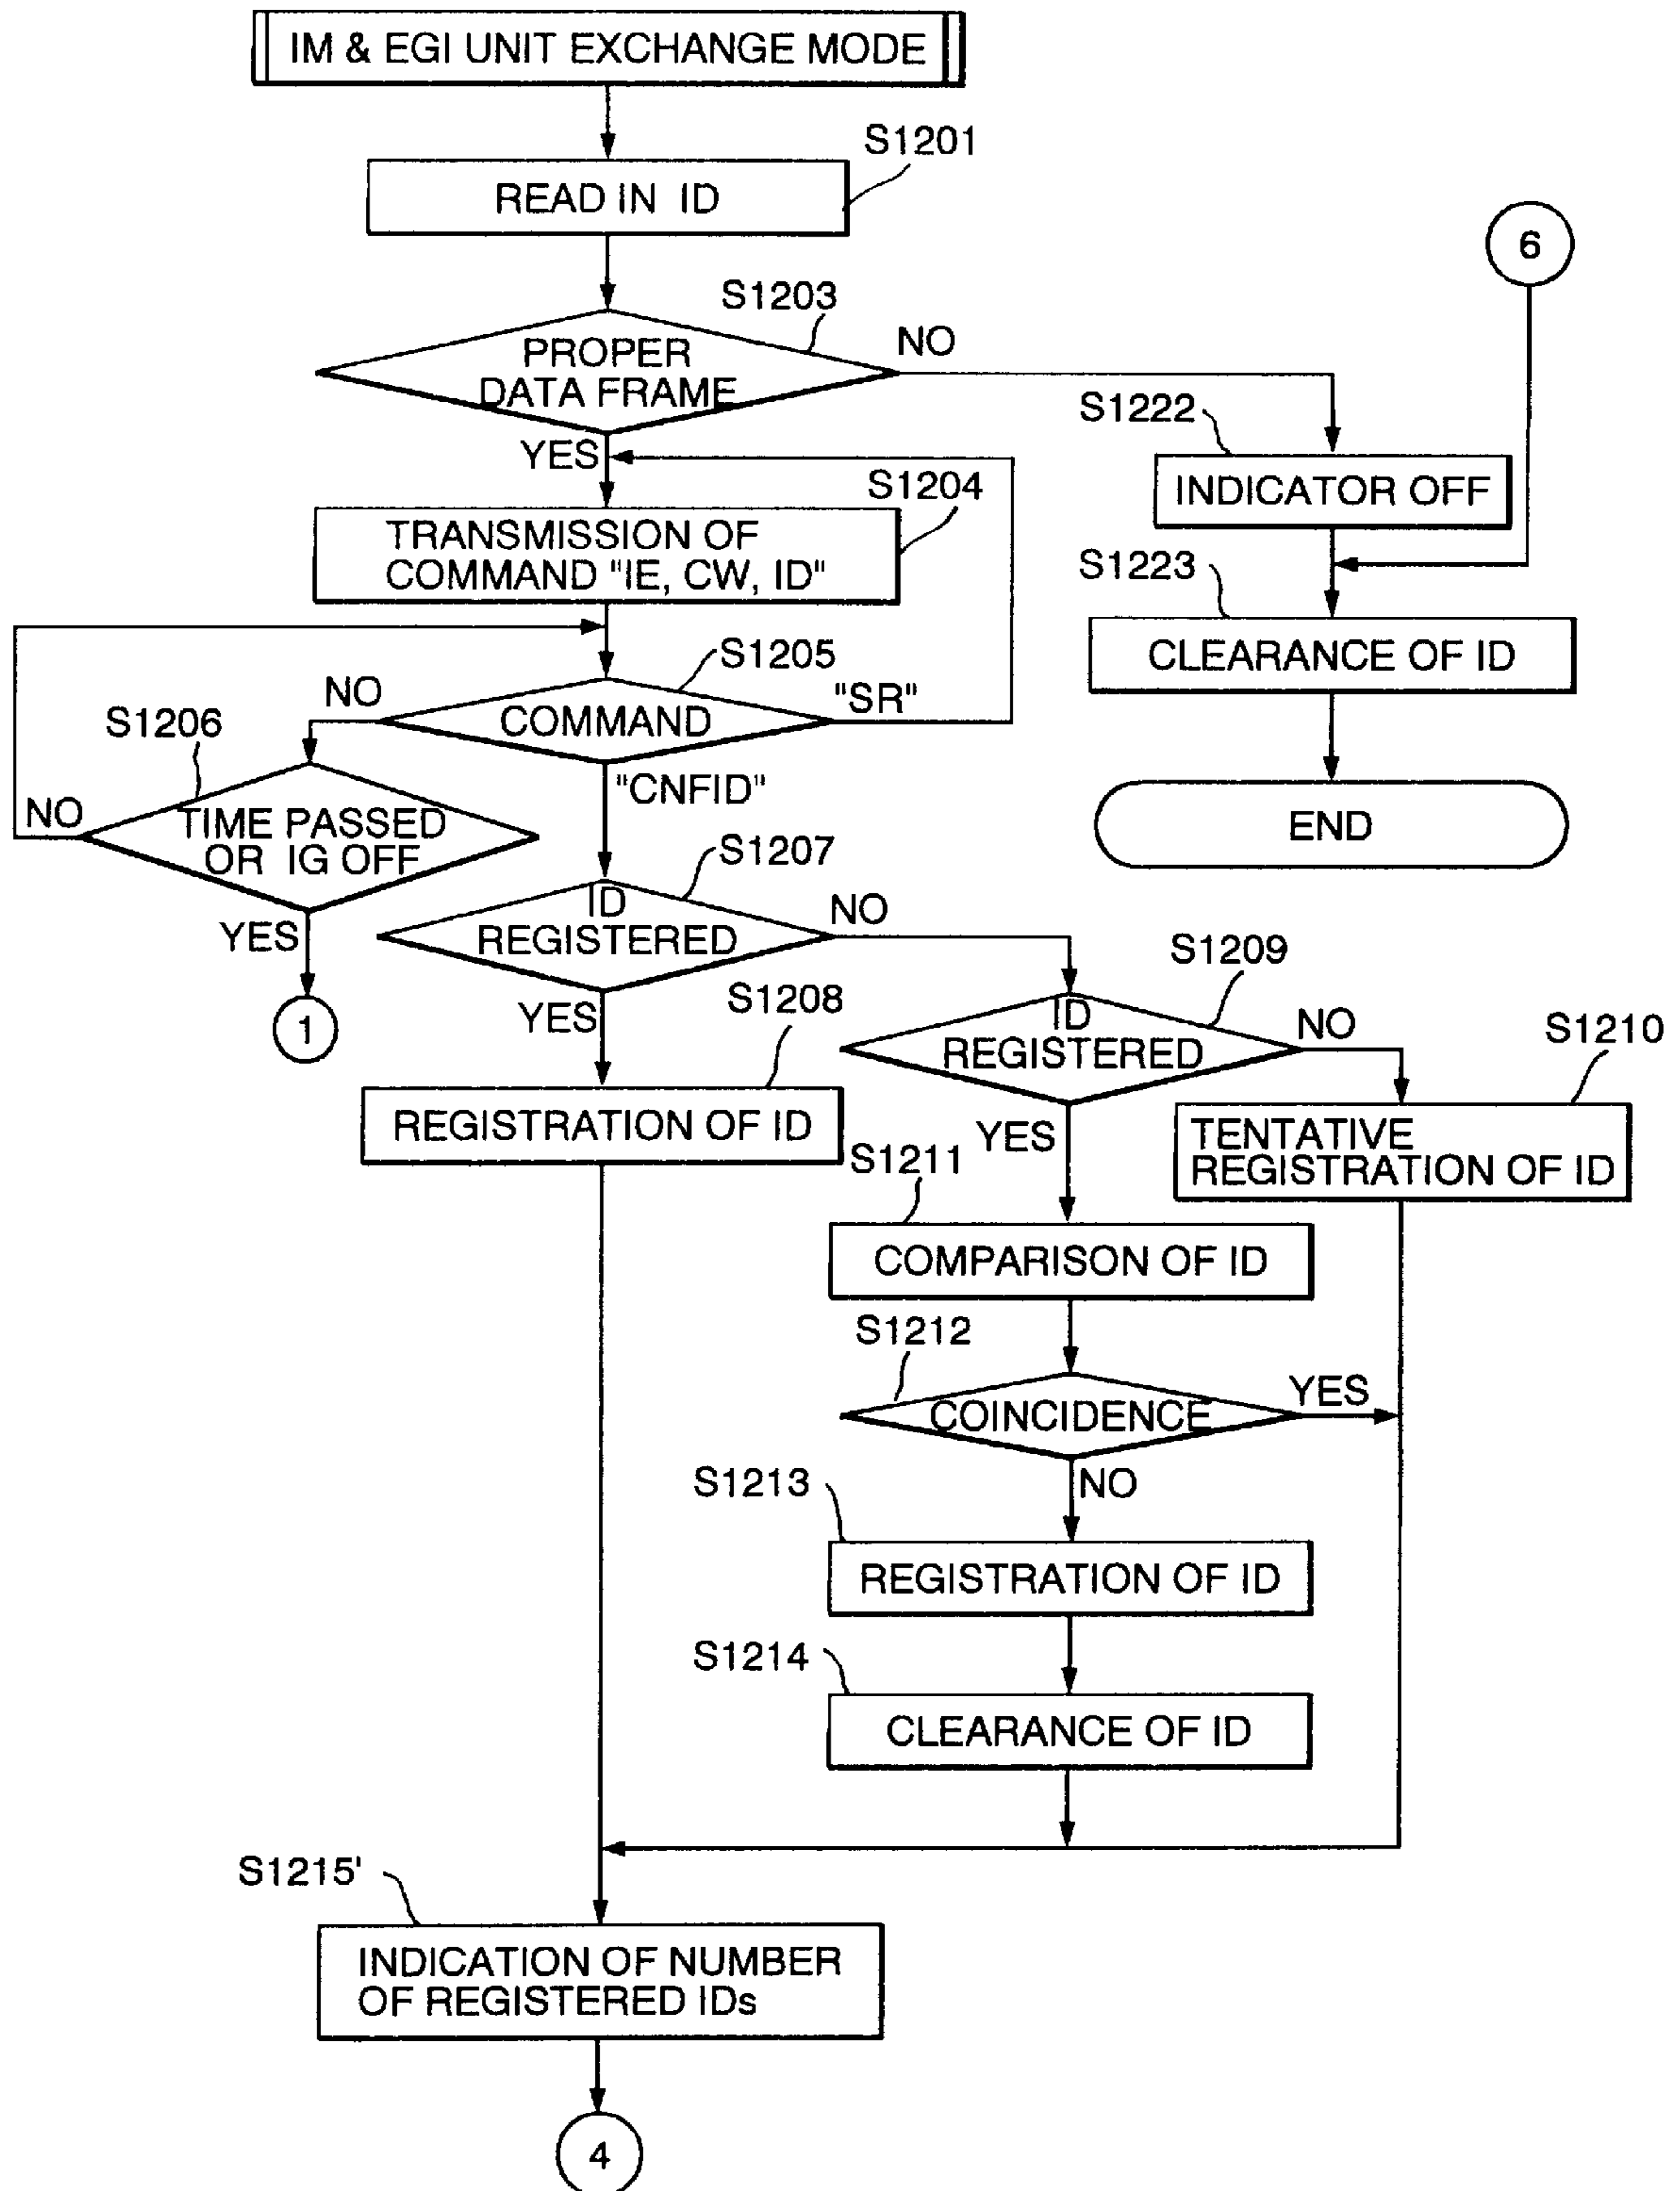 IM & EGI UNIT EXCHANGE MODE
S1201
READ IN ID
6
S1203
PROPER
DATA FRAME
NO
YES
S1222
INDICATOR OFF
S1204
TRANSMISSION OF
COMMAND "IE, CW, ID"
S1223
CLEARANCE OF ID
S1205
NO
COMMAND
"SR"
S1206
"CNFID"
NO
TIME PASSED
OR IG OFF
YES
1
END
S1207
ID
REGISTERED
NO
YES
S1208
REGISTRATION OF ID
S1209
ID
REGISTERED
NO
YES
S1210
TENTATIVE
REGISTRATION OF ID
S1211
COMPARISON OF ID
S1212
COINCIDENCE
YES
NO
S1213
REGISTRATION OF ID
S1214
CLEARANCE OF ID
S1215'
INDICATION OF NUMBER
OF REGISTERED IDs
4